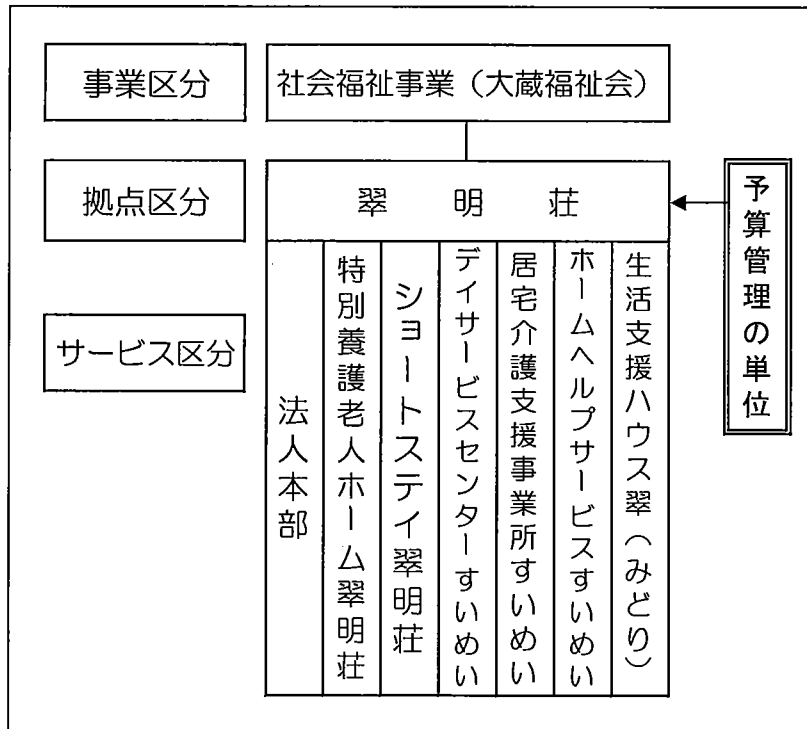 事業区分
社会福祉事業（大蔵福祉会）
拠点区分
翠明荘
予算管理の単位
サービス区分
法人本部
特別養護老人ホーム翠明荘
ショートステイ翠明荘
デイサービスセンターすいめい
居宅介護支援事業所すいめい
ホームヘルプサービスすいめい
生活支援ハウス翠（みどり）